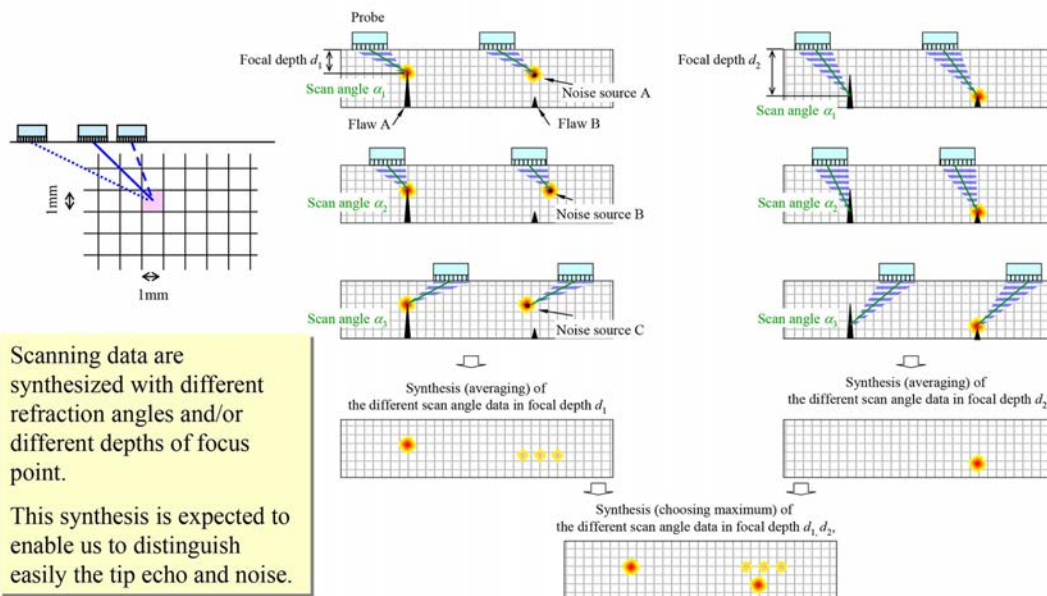 Probe
Focal depth d1
Scan angle α1
Noise source A
Flaw A
Flaw B
Scan angle α2
Noise source B
Scan angle α3
Noise source C
Synthesis (averaging) of
the different scan angle data in focal depth d1
Focal depth d2
Scan angle α1
Scan angle α2
Scan angle α3
Synthesis (averaging) of
the different scan angle data in focal depth d2
Synthesis (choosing maximum) of
the different scan angle data in focal depth d1, d2,
1mm
1mm
Scanning data are
synthesized with different
refraction angles and/or
different depths of focus
point.
This synthesis is expected to
enable us to distinguish
easily the tip echo and noise.